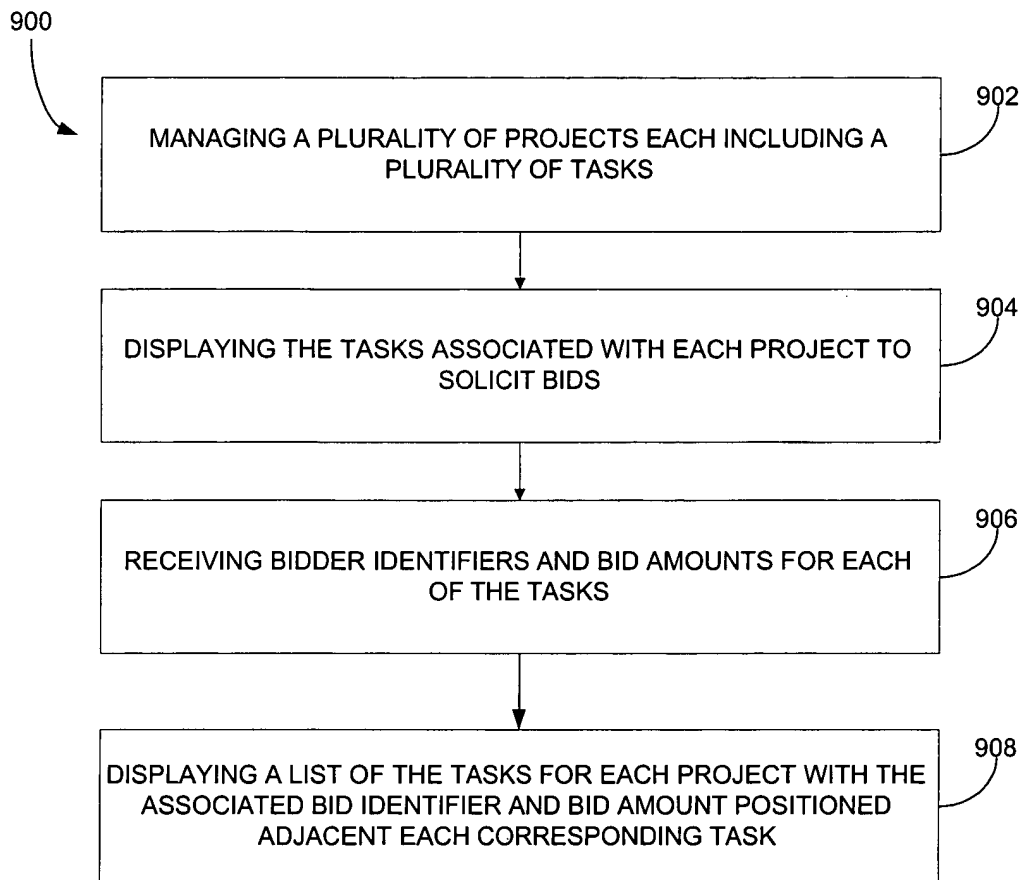 900
902
MANAGING A PLURALITY OF PROJECTS EACH INCLUDING A
PLURALITY OF TASKS
904
DISPLAYING THE TASKS ASSOCIATED WITH EACH PROJECT TO
SOLICIT BIDS
906
RECEIVING BIDDER IDENTIFIERS AND BID AMOUNTS FOR EACH
OF THE TASKS
908
DISPLAYING A LIST OF THE TASKS FOR EACH PROJECT WITH THE
ASSOCIATED BID IDENTIFIER AND BID AMOUNT POSITIONED
ADJACENT EACH CORRESPONDING TASK